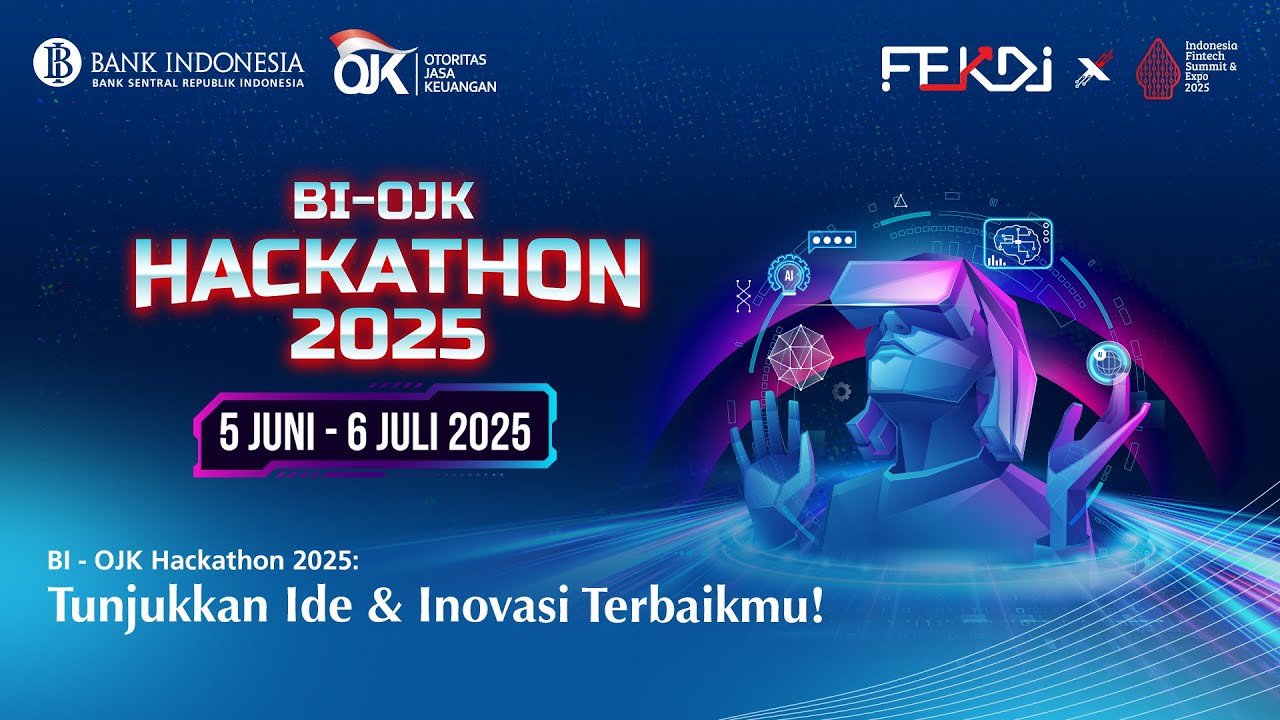 BANK INDONESIA
BANK SENTRAL REPUBLIK INDONESIA
OJK
OTORITAS
JASA
KEUANGAN
FEKDi
X
Indonesia
Fintech
Summit &
Expo
2025
BI-OJK
HACKATHON
2025
5 JUNI - 6 JULI 2025
AI
AI
BI - OJK Hackathon 2025:
Tunjukkan Ide & Inovasi Terbaikmu!